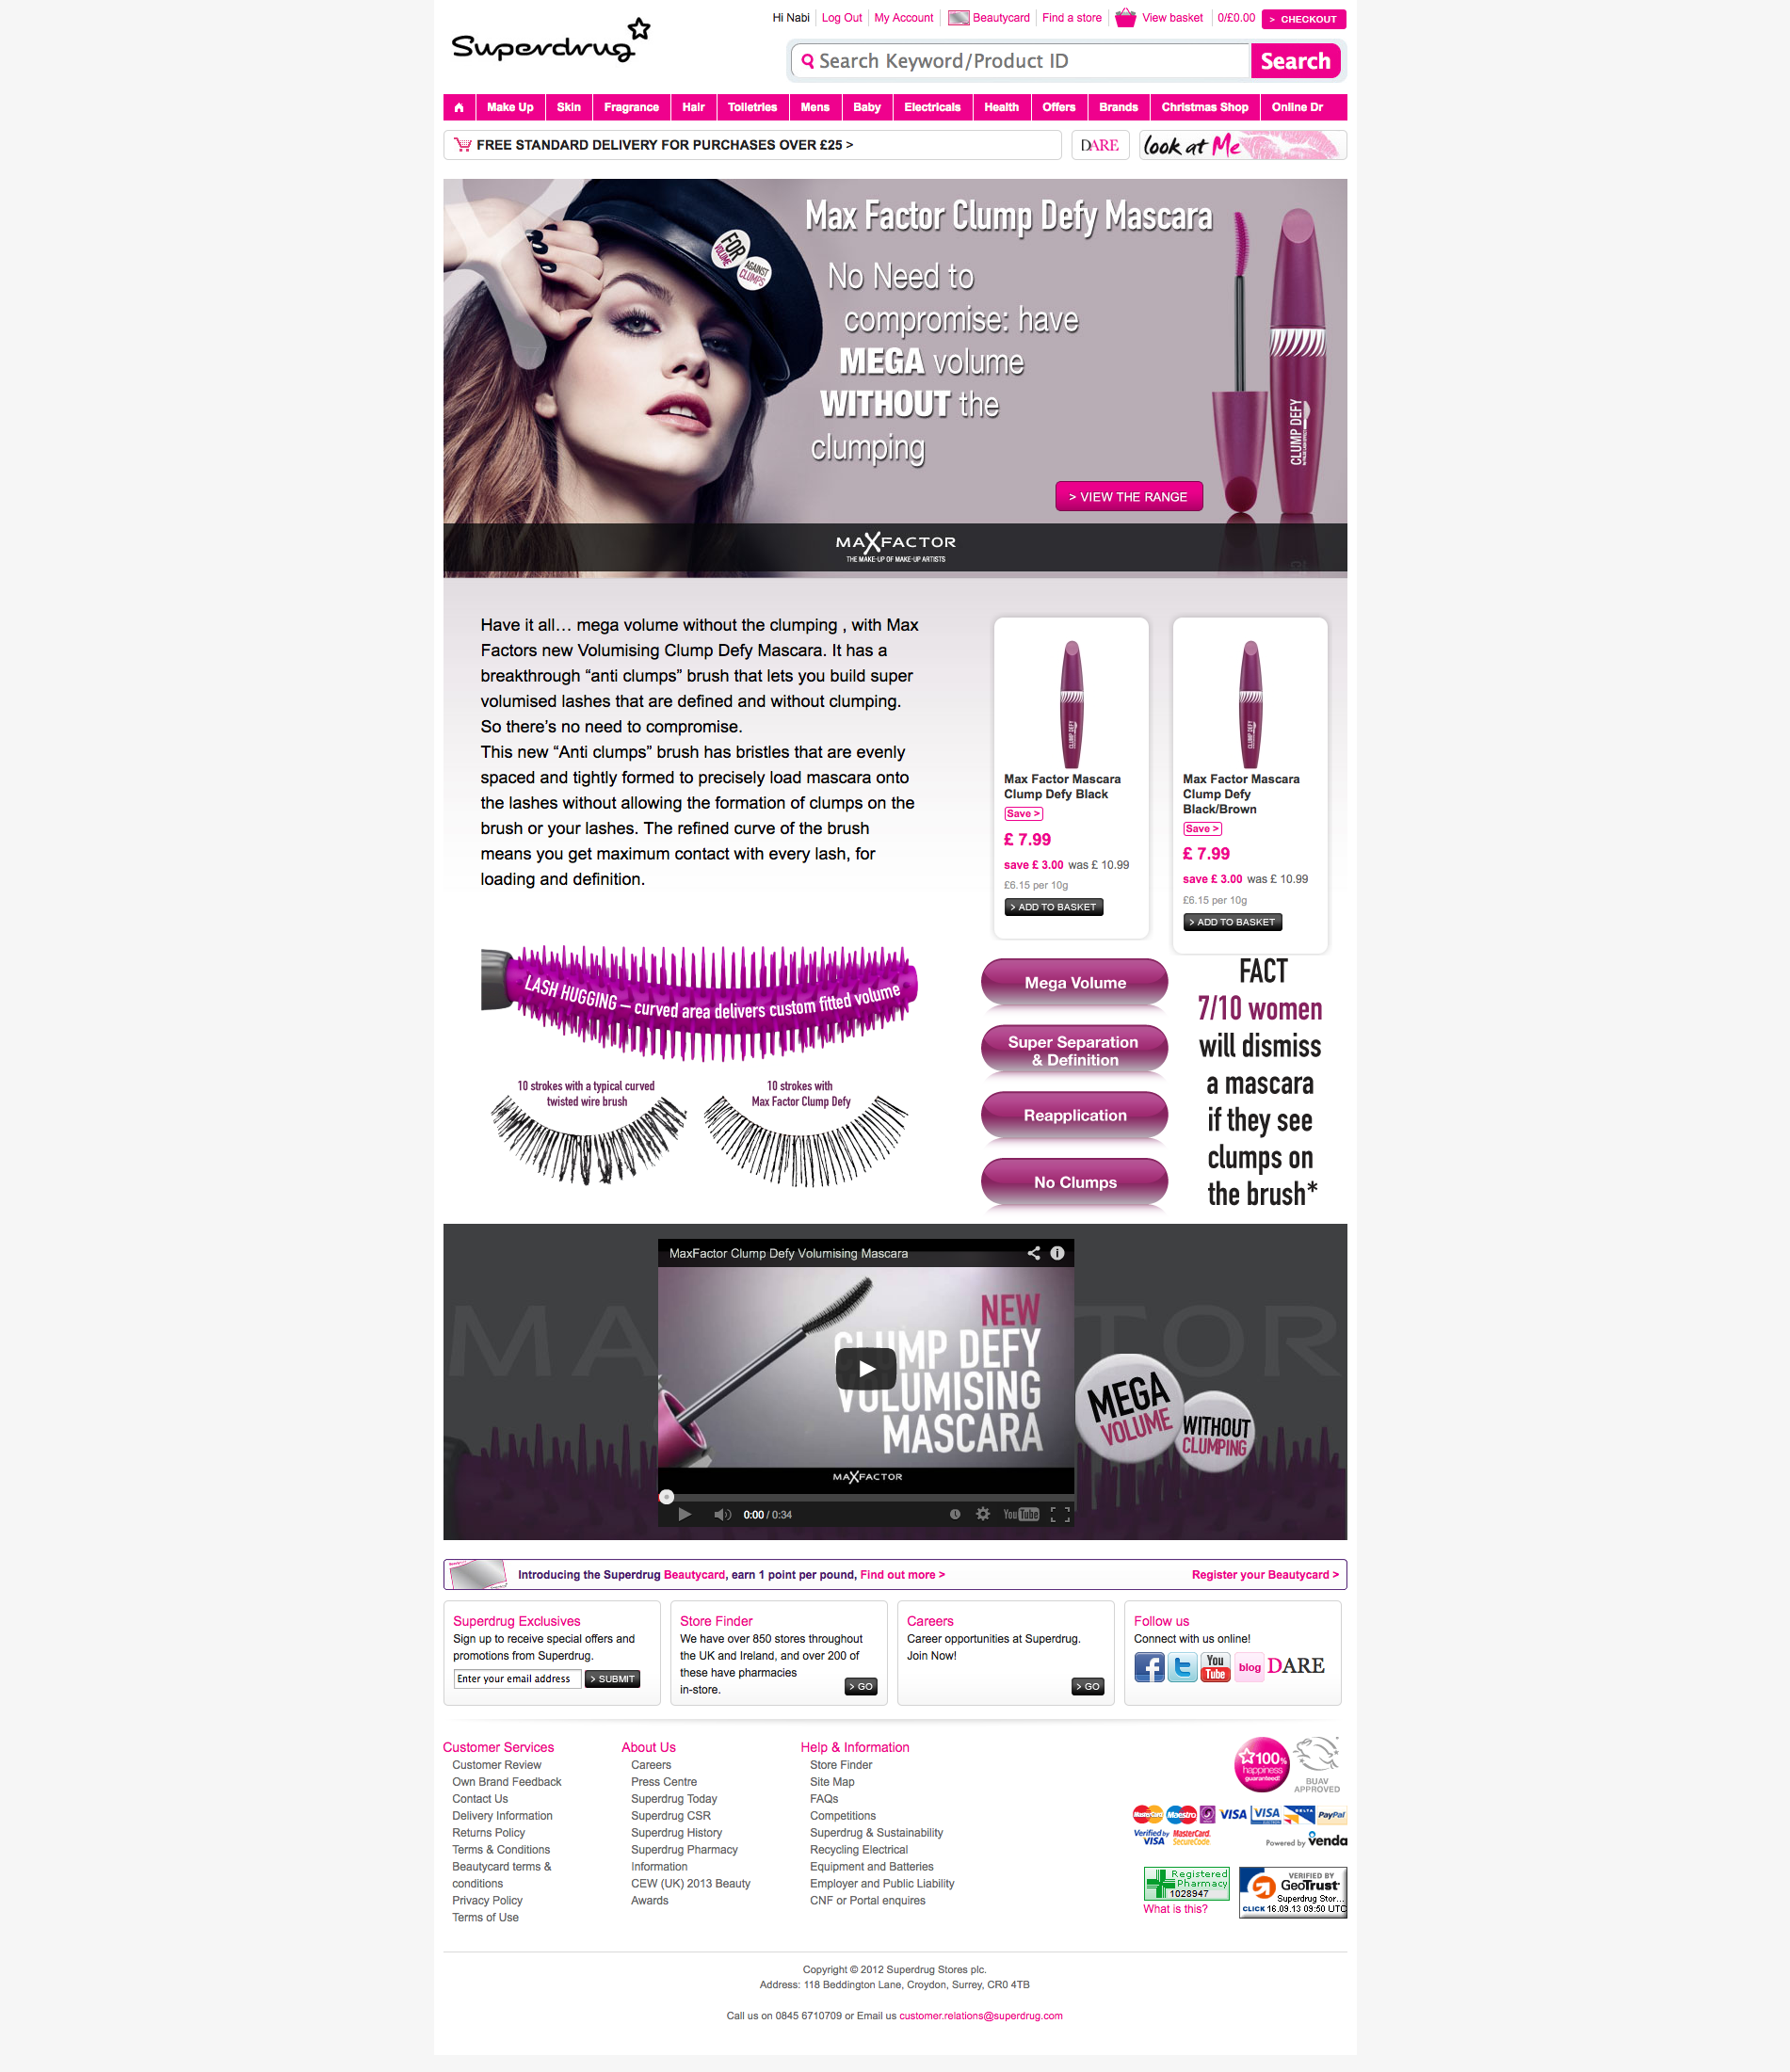 Superdrug
Hi Nabi Log Out My Account Beautycard Find a store View basket 0/£0.00 > CHECKOUT
Search Keyword/Product ID Search
Make Up Skin Fragrance Hair Toiletries Mens Baby Electricals Health Offers Brands Christmas Shop Online Dr
FREE STANDARD DELIVERY FOR PURCHASES OVER £25 > DARE look at Me
Max Factor Clump Defy Mascara
FOR VOLUME
AGAINST CLUMPS
No Need to
compromise: have
MEGA volume
WITHOUT the
clumping
CLUMP DEFY
> VIEW THE RANGE
MAXFACTOR
THE MAKE-UP OF MAKE-UP ARTISTS
Have it all… mega volume without the clumping , with Max
Factors new Volumising Clump Defy Mascara. It has a
breakthrough “anti clumps” brush that lets you build super
volumised lashes that are defined and without clumping.
So there’s no need to compromise.
This new “Anti clumps” brush has bristles that are evenly
spaced and tightly formed to precisely load mascara onto
the lashes without allowing the formation of clumps on the
brush or your lashes. The refined curve of the brush
means you get maximum contact with every lash, for
loading and definition.
CLUMP DEFY
Max Factor Mascara
Clump Defy Black
Save >
£ 7.99
save £ 3.00 was £ 10.99
£6.15 per 10g
> ADD TO BASKET
CLUMP DEFY
Max Factor Mascara
Clump Defy
Black/Brown
Save >
£ 7.99
save £ 3.00 was £ 10.99
£6.15 per 10g
> ADD TO BASKET
LASH HUGGING – curved area delivers custom fitted volume
10 strokes with a typical curved
twisted wire brush
10 strokes with
Max Factor Clump Defy
Mega Volume
Super Separation
& Definition
Reapplication
No Clumps
FACT
7/10 women
will dismiss
a mascara
if they see
clumps on
the brush*
MaxFactor Clump Defy Volumising Mascara
NEW
CLUMP DEFY
VOLUMISING
MASCARA
MAXFACTOR
0:00 / 0:34
YouTube
MAXFACTOR
MEGA
VOLUME
WITHOUT
CLUMPING
Introducing the Superdrug Beautycard, earn 1 point per pound, Find out more > Register your Beautycard >
Superdrug Exclusives
Sign up to receive special offers and
promotions from Superdrug.
Enter your email address > SUBMIT
Store Finder
We have over 850 stores throughout
the UK and Ireland, and over 200 of
these have pharmacies
in-store.
> GO
Careers
Career opportunities at Superdrug.
Join Now!
> GO
Follow us
Connect with us online!
You Tube blog DARE
Customer Services
Customer Review
Own Brand Feedback
Contact Us
Delivery Information
Returns Policy
Terms & Conditions
Beautycard terms &
conditions
Privacy Policy
Terms of Use
About Us
Careers
Press Centre
Superdrug Today
Superdrug CSR
Superdrug History
Superdrug Pharmacy
Information
CEW (UK) 2013 Beauty
Awards
Help & Information
Store Finder
Site Map
FAQs
Competitions
Superdrug & Sustainability
Recycling Electrical
Equipment and Batteries
Employer and Public Liability
CNF or Portal enquires
100%
happiness
guaranteed!
BUAV
APPROVED
MasterCard Maestro VISA VISA DELTA PayPal
Verified by VISA MasterCard. SecureCode.
Powered by venda
Registered
Pharmacy
1028947
What is this?
VERIFIED BY
GeoTrust
Superdrug Stor...
CLICK 16.09.13 09:50 UTC
Copyright © 2012 Superdrug Stores plc.
Address: 118 Beddington Lane, Croydon, Surrey, CR0 4TB
Call us on 0845 6710709 or Email us customer.relations@superdrug.com